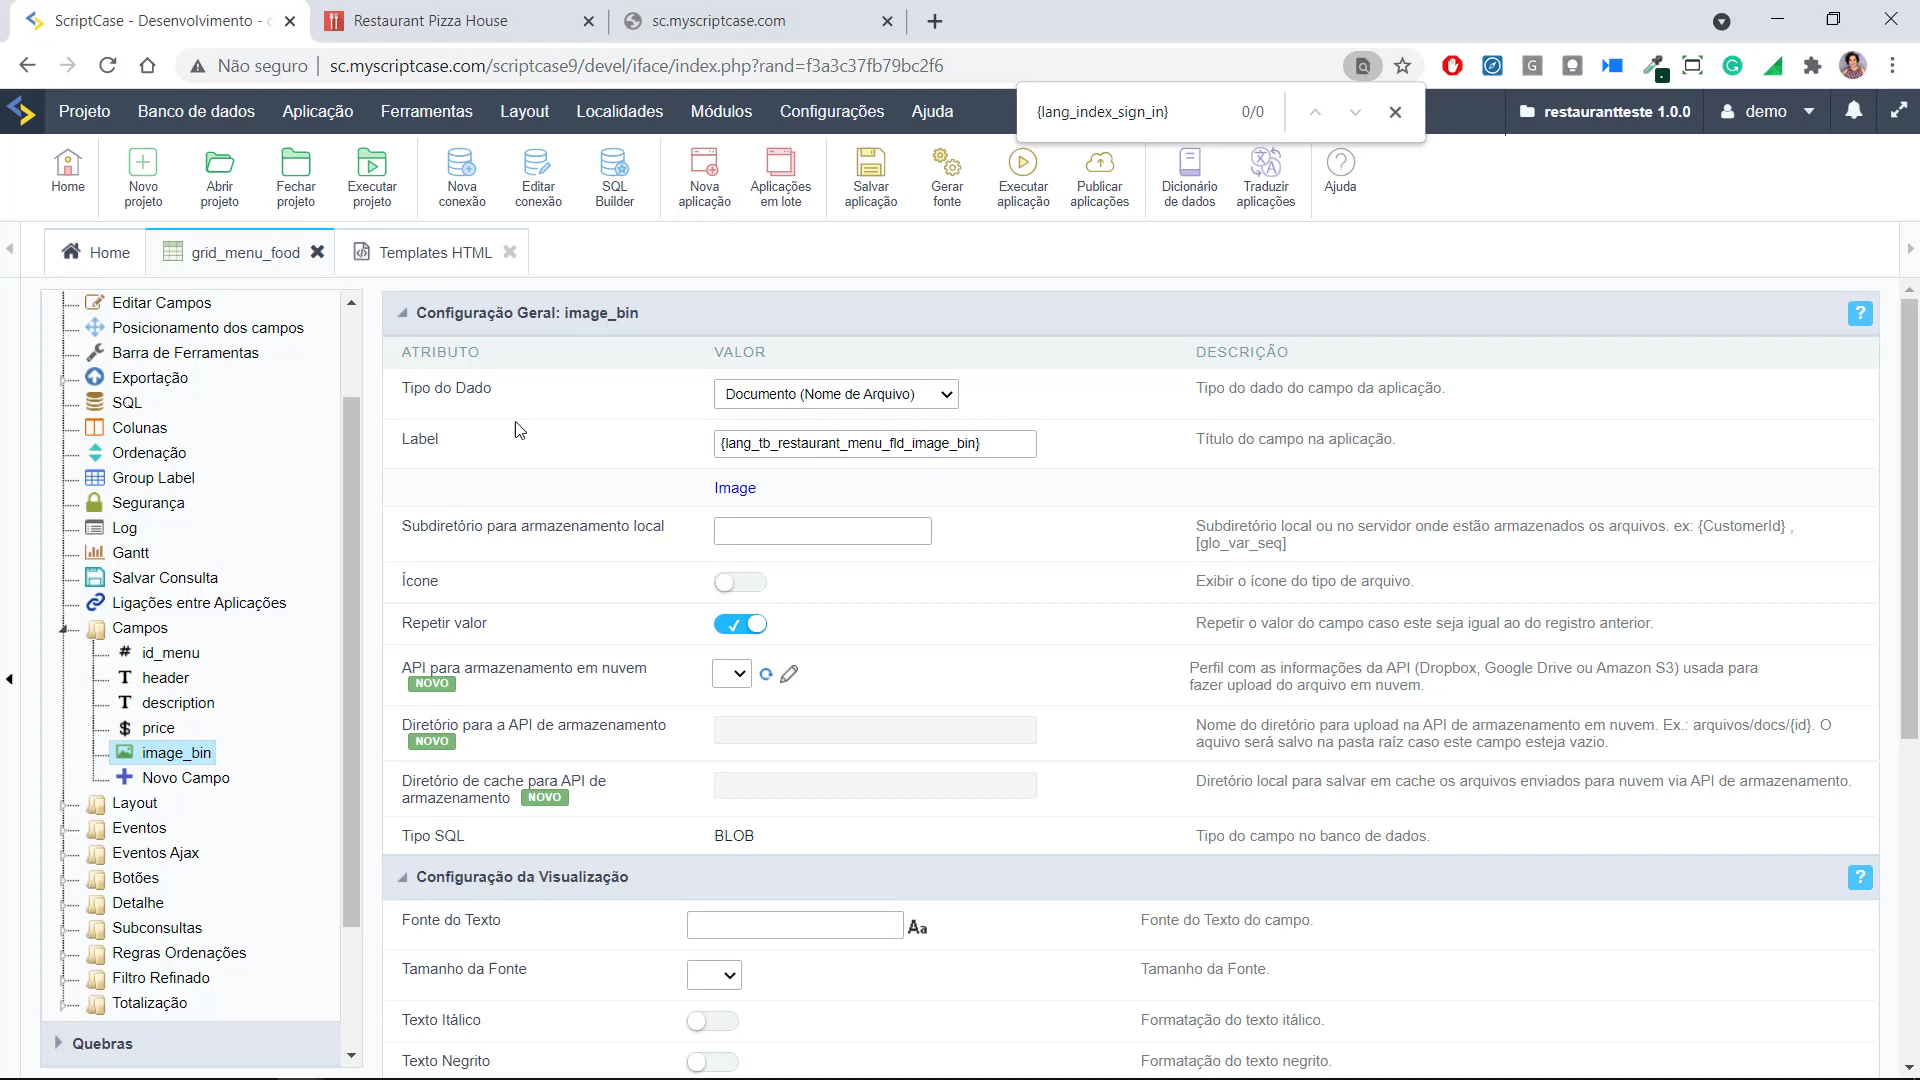 ScriptCase - Desenvolvimento -
Restaurant Pizza House
sc.myscriptcase.com
Não seguro
sc.myscriptcase.com/scriptcase9/devel/iface/index.php?rand=f3a3c37fb79bc2f6
Projeto
Banco de dados
Aplicação
Ferramentas
Layout
Localidades
Módulos
Configurações
Ajuda
{lang_index_sign_in}
0/0
restaurantteste 1.0.0
demo
Home
Novo
projeto
Abrir
projeto
Fechar
projeto
Executar
projeto
Nova
conexão
Editar
conexão
SQL
Builder
Nova
aplicação
Aplicações
em lote
Salvar
aplicação
Gerar
fonte
Executar
aplicação
Publicar
aplicações
Dicionário
de dados
Traduzir
aplicações
Ajuda
Home
grid_menu_food
Templates HTML
Editar Campos
Posicionamento dos campos
Barra de Ferramentas
Exportação
SQL
Colunas
Ordenação
Group Label
Segurança
Log
Gantt
Salvar Consulta
Ligações entre Aplicações
Campos
# id_menu
T header
T description
$ price
image_bin
Novo Campo
Layout
Eventos
Eventos Ajax
Botões
Detalhe
Subconsultas
Regras Ordenações
Filtro Refinado
Totalização
Quebras
Configuração Geral: image_bin
?
ATRIBUTO
VALOR
DESCRIÇÃO
Tipo do Dado
Documento (Nome de Arquivo)
Tipo do dado do campo da aplicação.
Label
{lang_tb_restaurant_menu_fld_image_bin}
Título do campo na aplicação.
Image
Subdiretório para armazenamento local
Subdiretório local ou no servidor onde estão armazenados os arquivos. ex: {CustomerId} ,
[glo_var_seq]
Ícone
Exibir o ícone do tipo de arquivo.
Repetir valor
Repetir o valor do campo caso este seja igual ao do registro anterior.
API para armazenamento em nuvem
NOVO
Perfil com as informações da API (Dropbox, Google Drive ou Amazon S3) usada para
fazer upload do arquivo em nuvem.
Diretório para a API de armazenamento
NOVO
Nome do diretório para upload na API de armazenamento em nuvem. Ex.: arquivos/docs/{id}. O
aquivo será salvo na pasta raíz caso este campo esteja vazio.
Diretório de cache para API de
armazenamento NOVO
Diretório local para salvar em cache os arquivos enviados para nuvem via API de armazenamento.
Tipo SQL
BLOB
Tipo do campo no banco de dados.
Configuração da Visualização
?
Fonte do Texto
Aa
Fonte do Texto do campo.
Tamanho da Fonte
Tamanho da Fonte.
Texto Itálico
Formatação do texto itálico.
Texto Negrito
Formatação do texto negrito.